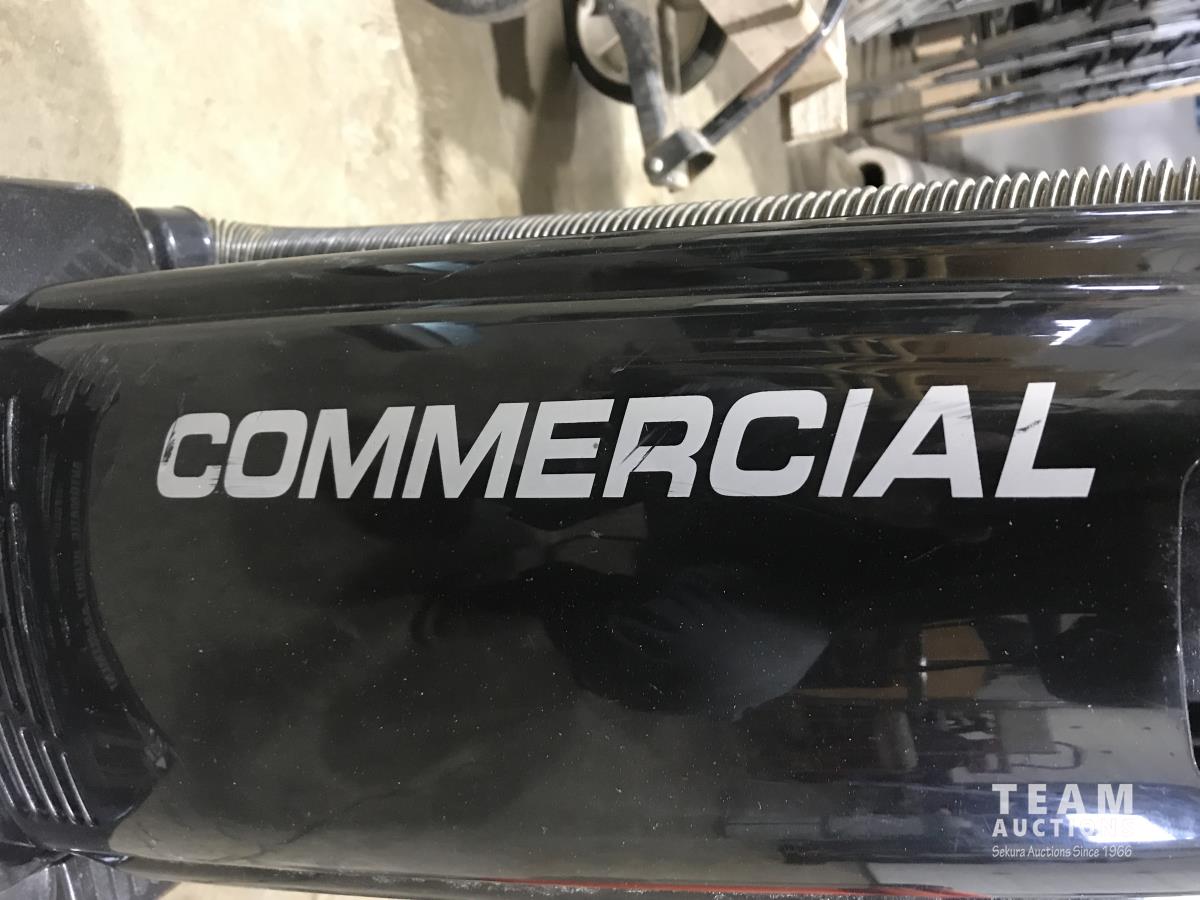 COMMERCIAL
TEAM
AUCTIONS
Sekura Auctions Since 1966